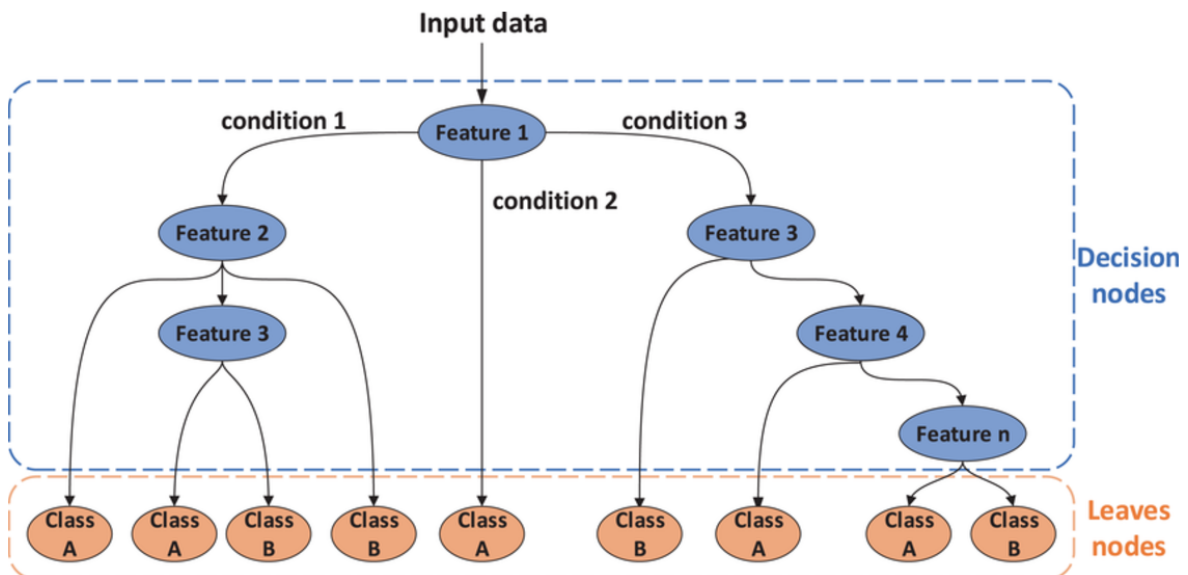 Input data
condition 1
Feature 1
condition 3
condition 2
Feature 2
Feature 3
Decision
nodes
Feature 3
Feature 4
Feature n
Class
A
Class
A
Class
B
Class
B
Class
A
Class
B
Class
A
Class
A
Class
B
Leaves
nodes